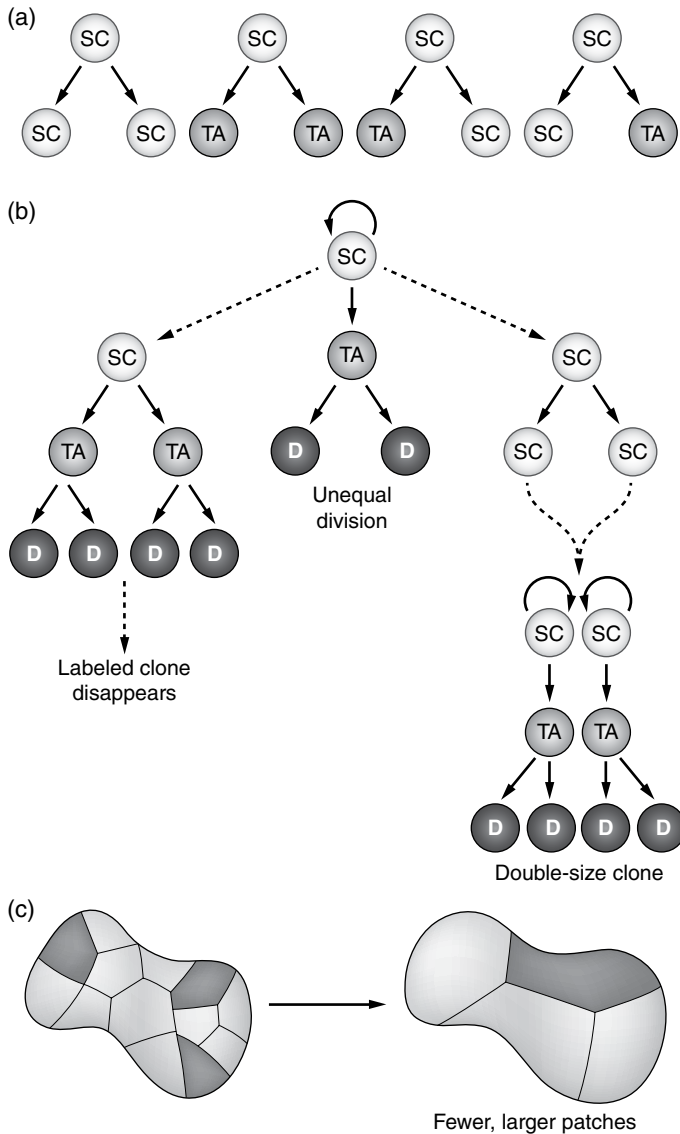 (a)
SC SC SC SC
SC SC TA TA TA SC SC TA
(b)
SC
SC TA SC
TA TA D D SC SC
Unequal
division
D D D D
Labeled clone
disappears
SC SC
TA TA
D D D D
Double-size clone
(c)
Fewer, larger patches